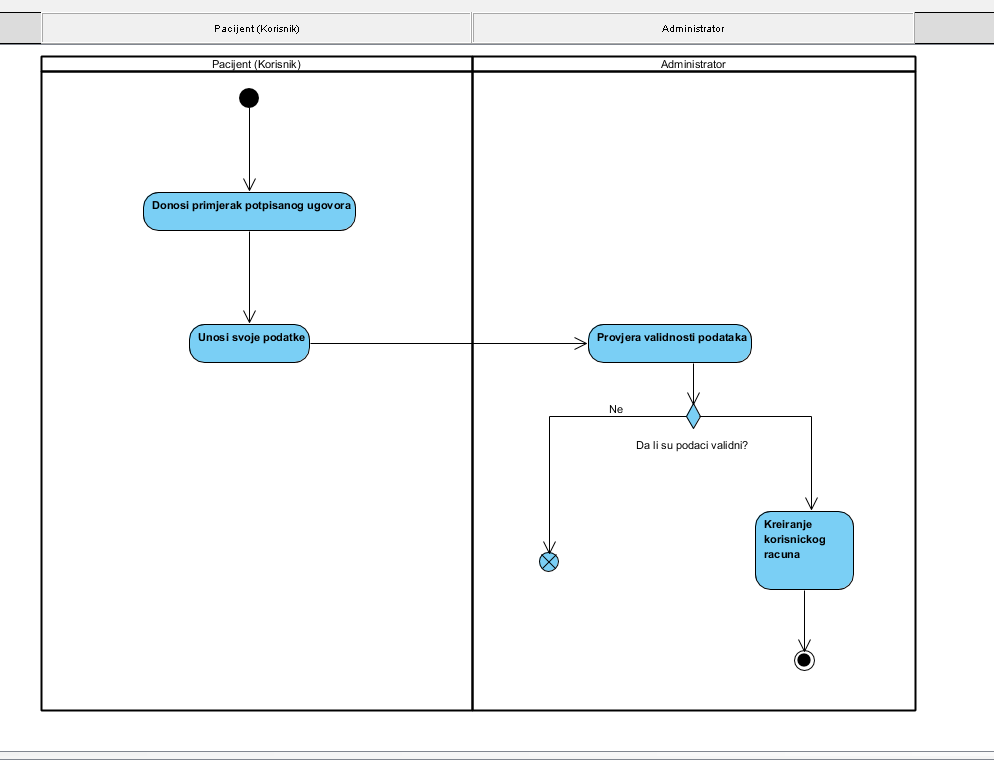 Pacijent (Korisnik)
Administrator
Pacijent (Korisnik)
Administrator
Donosi primjerak potpisanog ugovora
Unosi svoje podatke
Provjera validnosti podataka
Ne
Da li su podaci validni?
Kreiranje
korisnickog
racuna